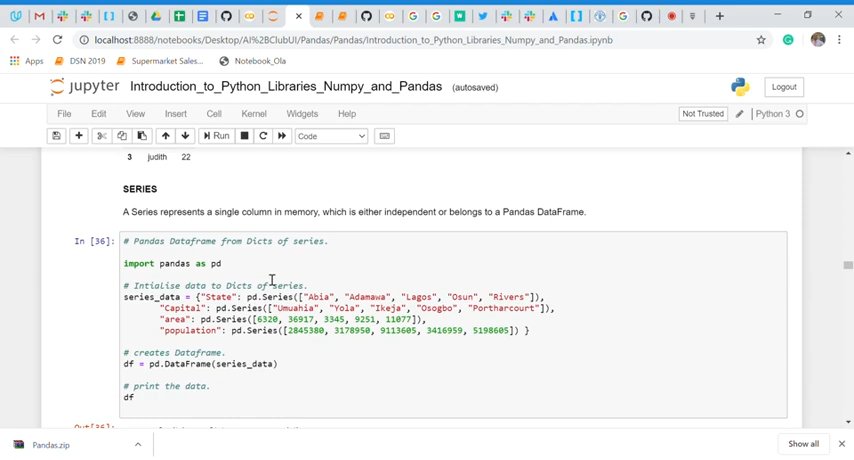 localhost:8888/notebooks/Desktop/AI%2BClubUI/Pandas/Pandas/Introduction_to_Python_Libraries_Numpy_and_Pandas.ipynb
Apps DSN 2019 Supermarket Sales... Notebook_Ola
jupyter Introduction_to_Python_Libraries_Numpy_and_Pandas (autosaved) Logout
File Edit View Insert Cell Kernel Widgets Help Not Trusted Python 3
Run Code
3 judith 22
SERIES
A Series represents a single column in memory, which is either independent or belongs to a Pandas DataFrame.
In [36]: # Pandas Dataframe from Dicts of series.
import pandas as pd
# Intialise data to Dicts of series.
series_data = {"State": pd.Series(["Abia", "Adamawa", "Lagos", "Osun", "Rivers"]),
"Capital": pd.Series(["Umuahia", "Yola", "Ikeja", "Osogbo", "Portharcourt"]),
"area": pd.Series([6320, 36917, 3345, 9251, 11077]),
"population": pd.Series([2845380, 3178950, 9113605, 3416959, 5198605]) }
# creates Dataframe.
df = pd.DataFrame(series_data)
# print the data.
df
Out[36]:
Pandas.zip Show all